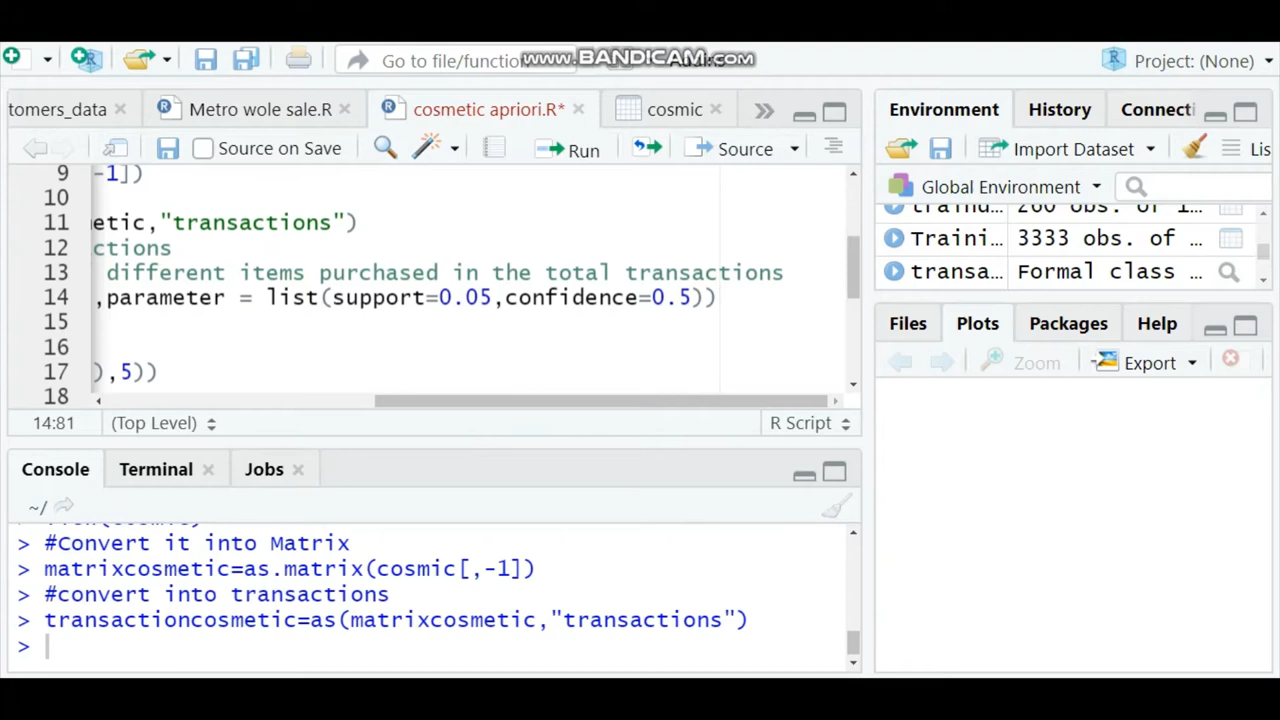 Go to file/function
www.BANDICAM.com
Project: (None)
tomers_data
Metro wole sale.R
cosmetic apriori.R*
cosmic
Source on Save
Run
Source
9 -1])
10
11 etic,"transactions")
12 ctions
13 different items purchased in the total transactions
14 ,parameter = list(support=0.05,confidence=0.5))
15
16
17 ),5))
18
14:81
(Top Level)
R Script
Console
Terminal
Jobs
~/
> #Convert it into Matrix
> matrixcosmetic=as.matrix(cosmic[,-1])
> #convert into transactions
> transactioncosmetic=as(matrixcosmetic,"transactions")
>
Environment
History
Connecti
Import Dataset
Lis
Global Environment
Traini… 3333 obs. of …
transa… Formal class …
Files
Plots
Packages
Help
Zoom
Export